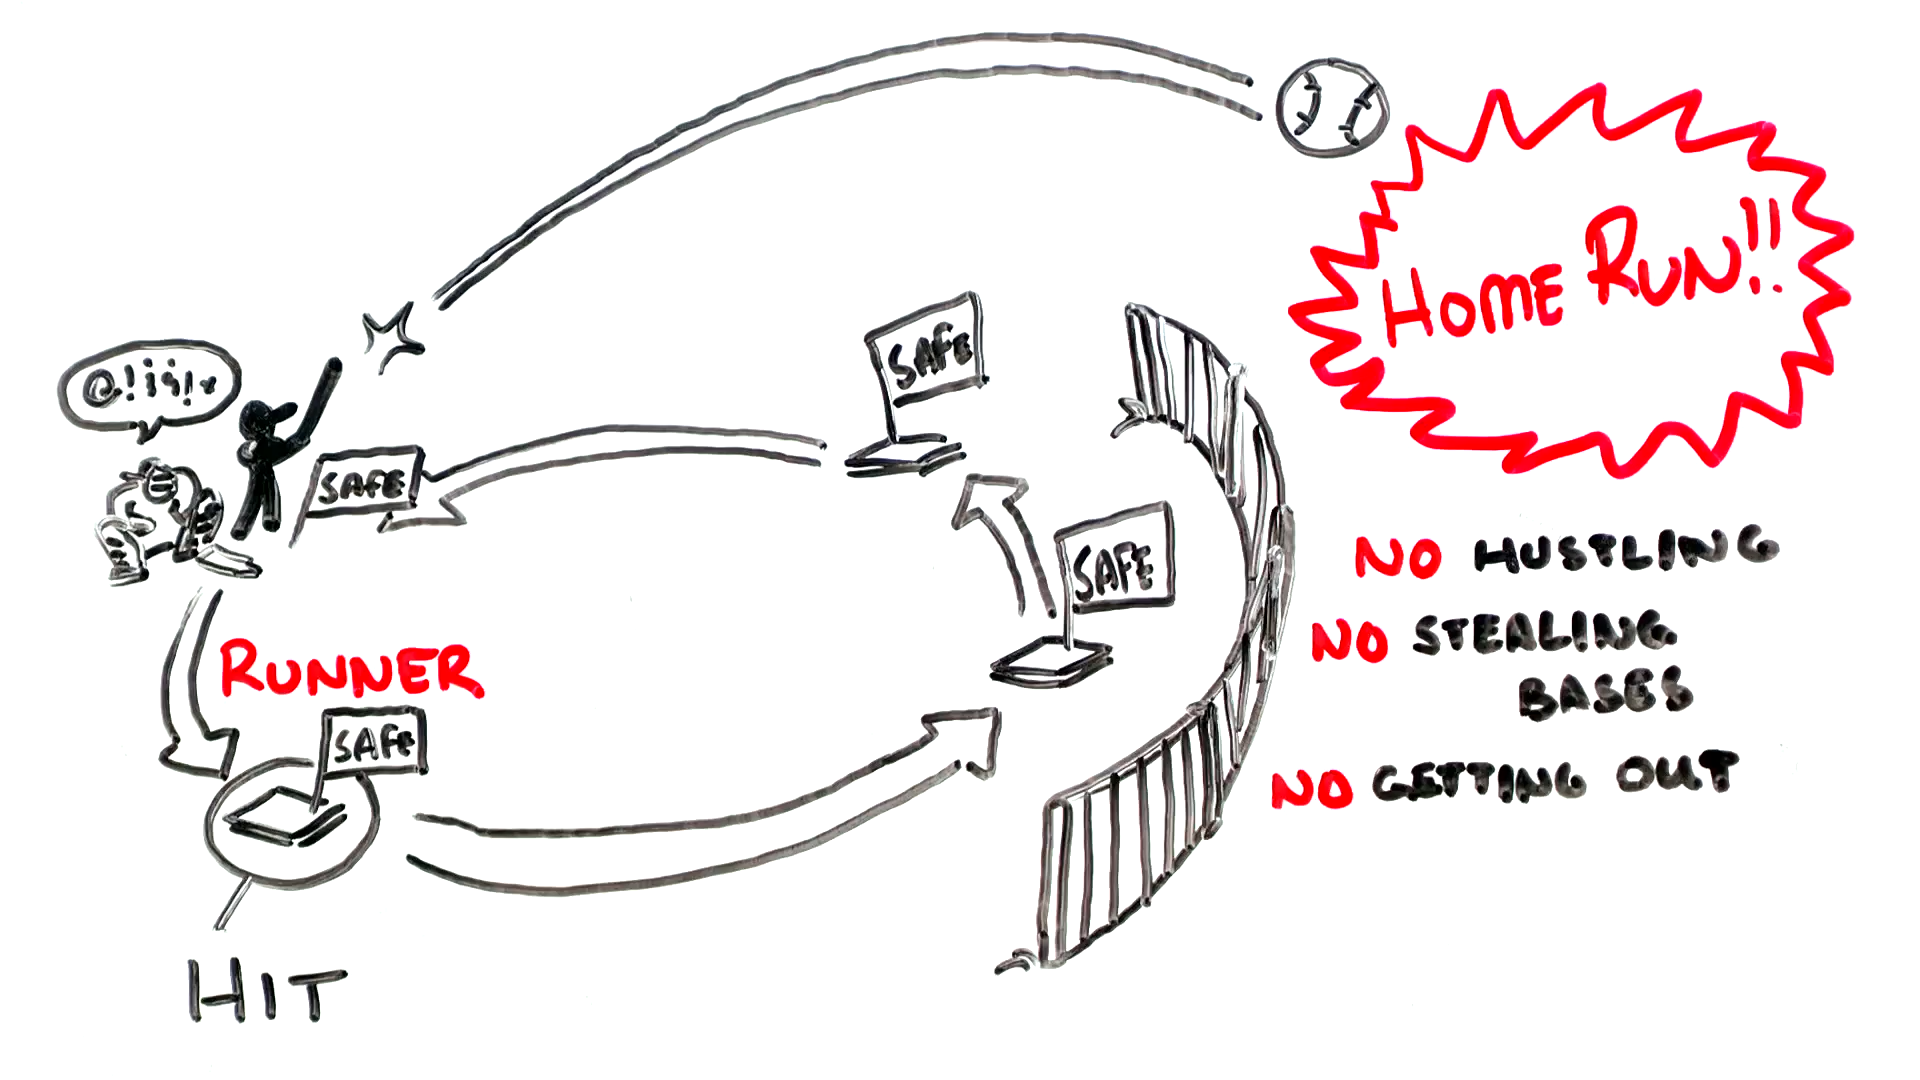 HOME RUN!!
SAFE
@!¡¿!*
SAFE
SAFE
NO HUSTLING
NO STEALING
BASES
RUNNER
SAFE
NO GETTING OUT
HIT